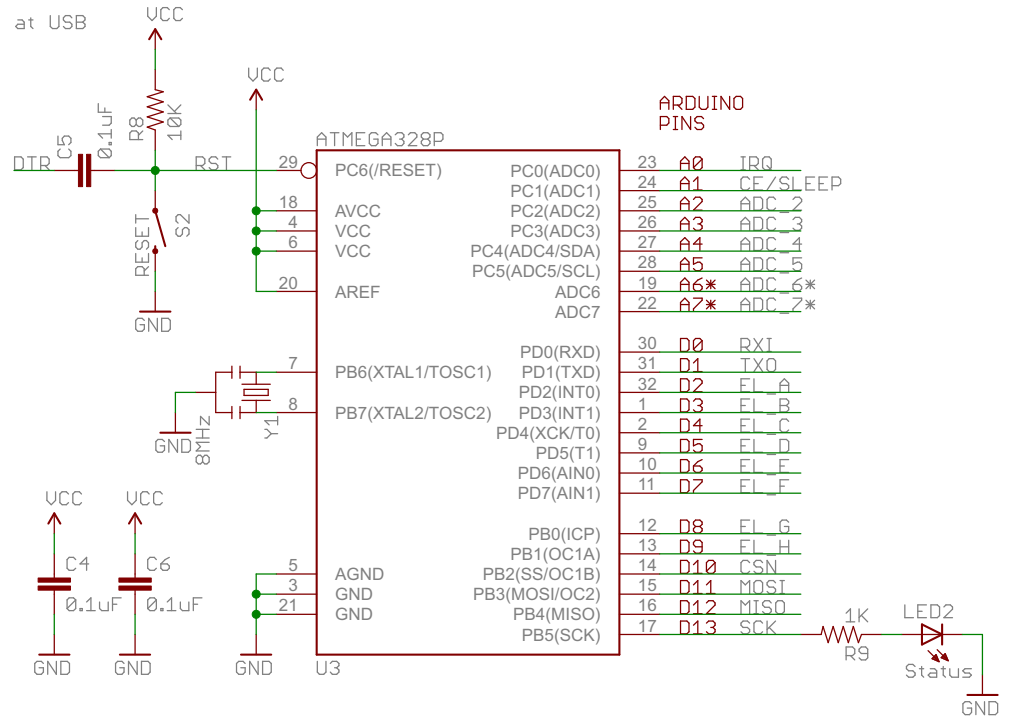 at USB
VCC
R8
10K
C5
0.1uF
DTR
RST
RESET
S2
GND
VCC
ATMEGA328P
ARDUINO
PINS
29 PC6(/RESET)
18 AVCC
4 VCC
6 VCC
20 AREF
7 PB6(XTAL1/TOSC1)
8 PB7(XTAL2/TOSC2)
5 AGND
3 GND
21 GND
PC0(ADC0) 23 A0 IRQ
PC1(ADC1) 24 A1 CE/SLEEP
PC2(ADC2) 25 A2 ADC_2
PC3(ADC3) 26 A3 ADC_3
PC4(ADC4/SDA) 27 A4 ADC_4
PC5(ADC5/SCL) 28 A5 ADC_5
ADC6 19 A6* ADC_6*
ADC7 22 A7* ADC_7*
PD0(RXD) 30 D0 RXI
PD1(TXD) 31 D1 TXO
PD2(INT0) 32 D2 EL_A
PD3(INT1) 1 D3 EL_B
PD4(XCK/T0) 2 D4 EL_C
PD5(T1) 9 D5 EL_D
PD6(AIN0) 10 D6 EL_E
PD7(AIN1) 11 D7 EL_F
PB0(ICP) 12 D8 EL_G
PB1(OC1A) 13 D9 EL_H
PB2(SS/OC1B) 14 D10 CSN
PB3(MOSI/OC2) 15 D11 MOSI
PB4(MISO) 16 D12 MISO
PB5(SCK) 17 D13 SCK
U3
GND
8MHz
Y1
VCC
C4
0.1uF
GND
VCC
C6
0.1uF
GND
GND
1K
R9
LED2
Status
GND